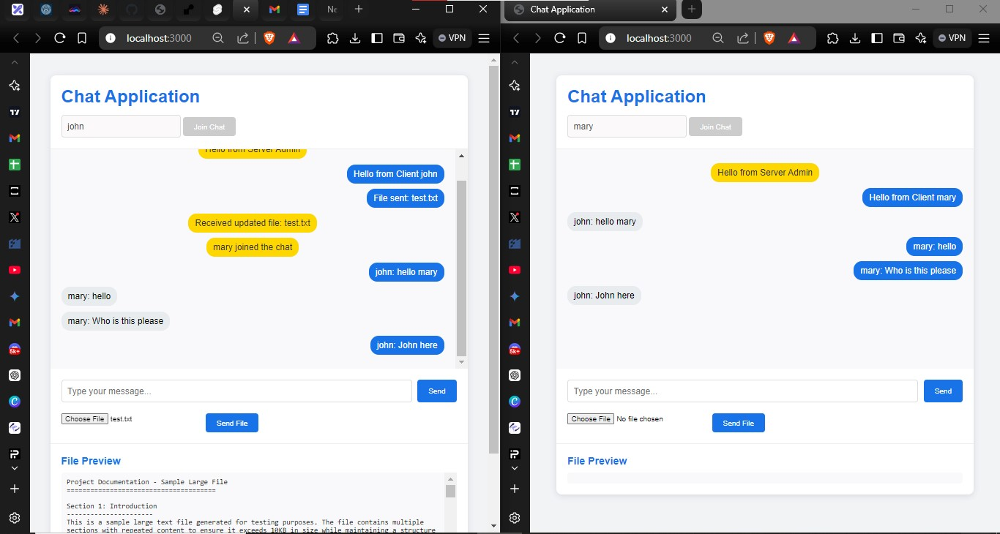 Ne
Chat Application
localhost:3000
VPN
localhost:3000
VPN
Chat Application
john
Join Chat
Hello from Server Admin
Hello from Client john
File sent: test.txt
Received updated file: test.txt
mary joined the chat
john: hello mary
mary: hello
mary: Who is this please
john: John here
Type your message...
Send
Choose File test.txt
Send File
File Preview
Project Documentation - Sample Large File
=====================================
Section 1: Introduction
----------------------
This is a sample large text file generated for testing purposes. The file contains multiple
sections with repeated content to ensure it exceeds 10KB in size while maintaining a structure
Chat Application
mary
Join Chat
Hello from Server Admin
Hello from Client mary
john: hello mary
mary: hello
mary: Who is this please
john: John here
Type your message...
Send
Choose File No file chosen
Send File
File Preview
5K+
5K+